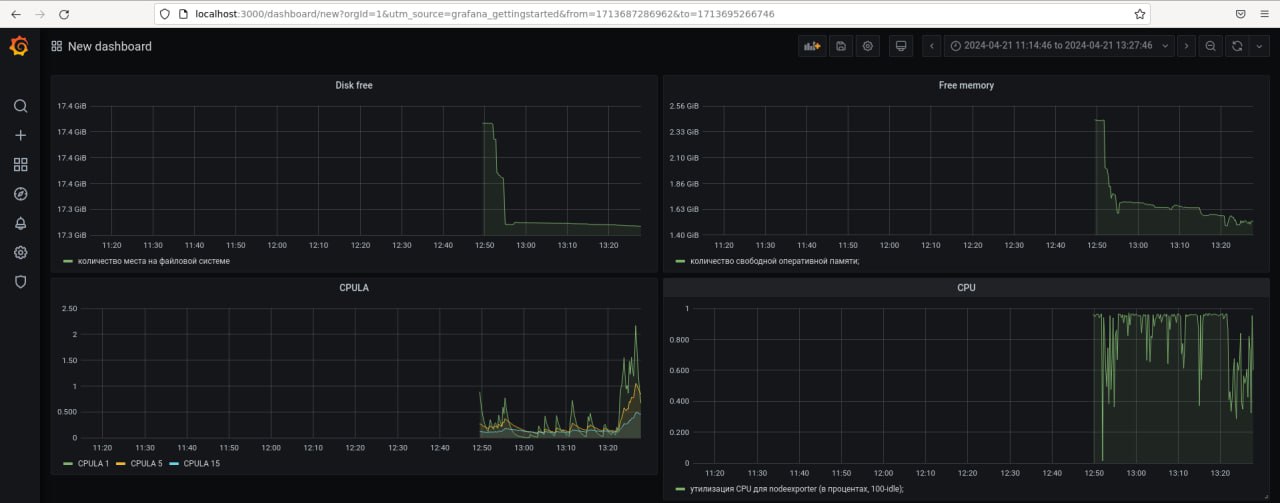 localhost:3000/dashboard/new?orgId=1&utm_source=grafana_gettingstarted&from=1713687286962&to=1713695266746
New dashboard
2024-04-21 11:14:46 to 2024-04-21 13:27:46
Disk free
17.4 GiB
17.4 GiB
17.4 GiB
17.4 GiB
17.3 GiB
17.3 GiB
11:20 11:30 11:40 11:50 12:00 12:10 12:20 12:30 12:40 12:50 13:00 13:10 13:20
количество места на файловой системе
Free memory
2.56 GiB
2.33 GiB
2.10 GiB
1.86 GiB
1.63 GiB
1.40 GiB
11:20 11:30 11:40 11:50 12:00 12:10 12:20 12:30 12:40 12:50 13:00 13:10 13:20
количество свободной оперативной памяти;
CPULA
2.50
2
1.50
1
0.500
0
11:20 11:30 11:40 11:50 12:00 12:10 12:20 12:30 12:40 12:50 13:00 13:10 13:20
CPULA 1 CPULA 5 CPULA 15
CPU
1
0.800
0.600
0.400
0.200
0
11:20 11:30 11:40 11:50 12:00 12:10 12:20 12:30 12:40 12:50 13:00 13:10 13:20
утилизация CPU для nodeexporter (в процентах, 100-idle);